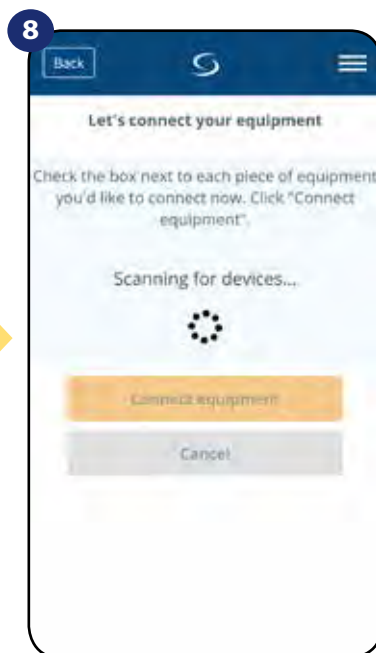 8
Back
Let's connect your equipment
Check the box next to each piece of equipment
you'd like to connect now. Click "Connect
equipment".
Scanning for devices...
Connect equipment
Cancel